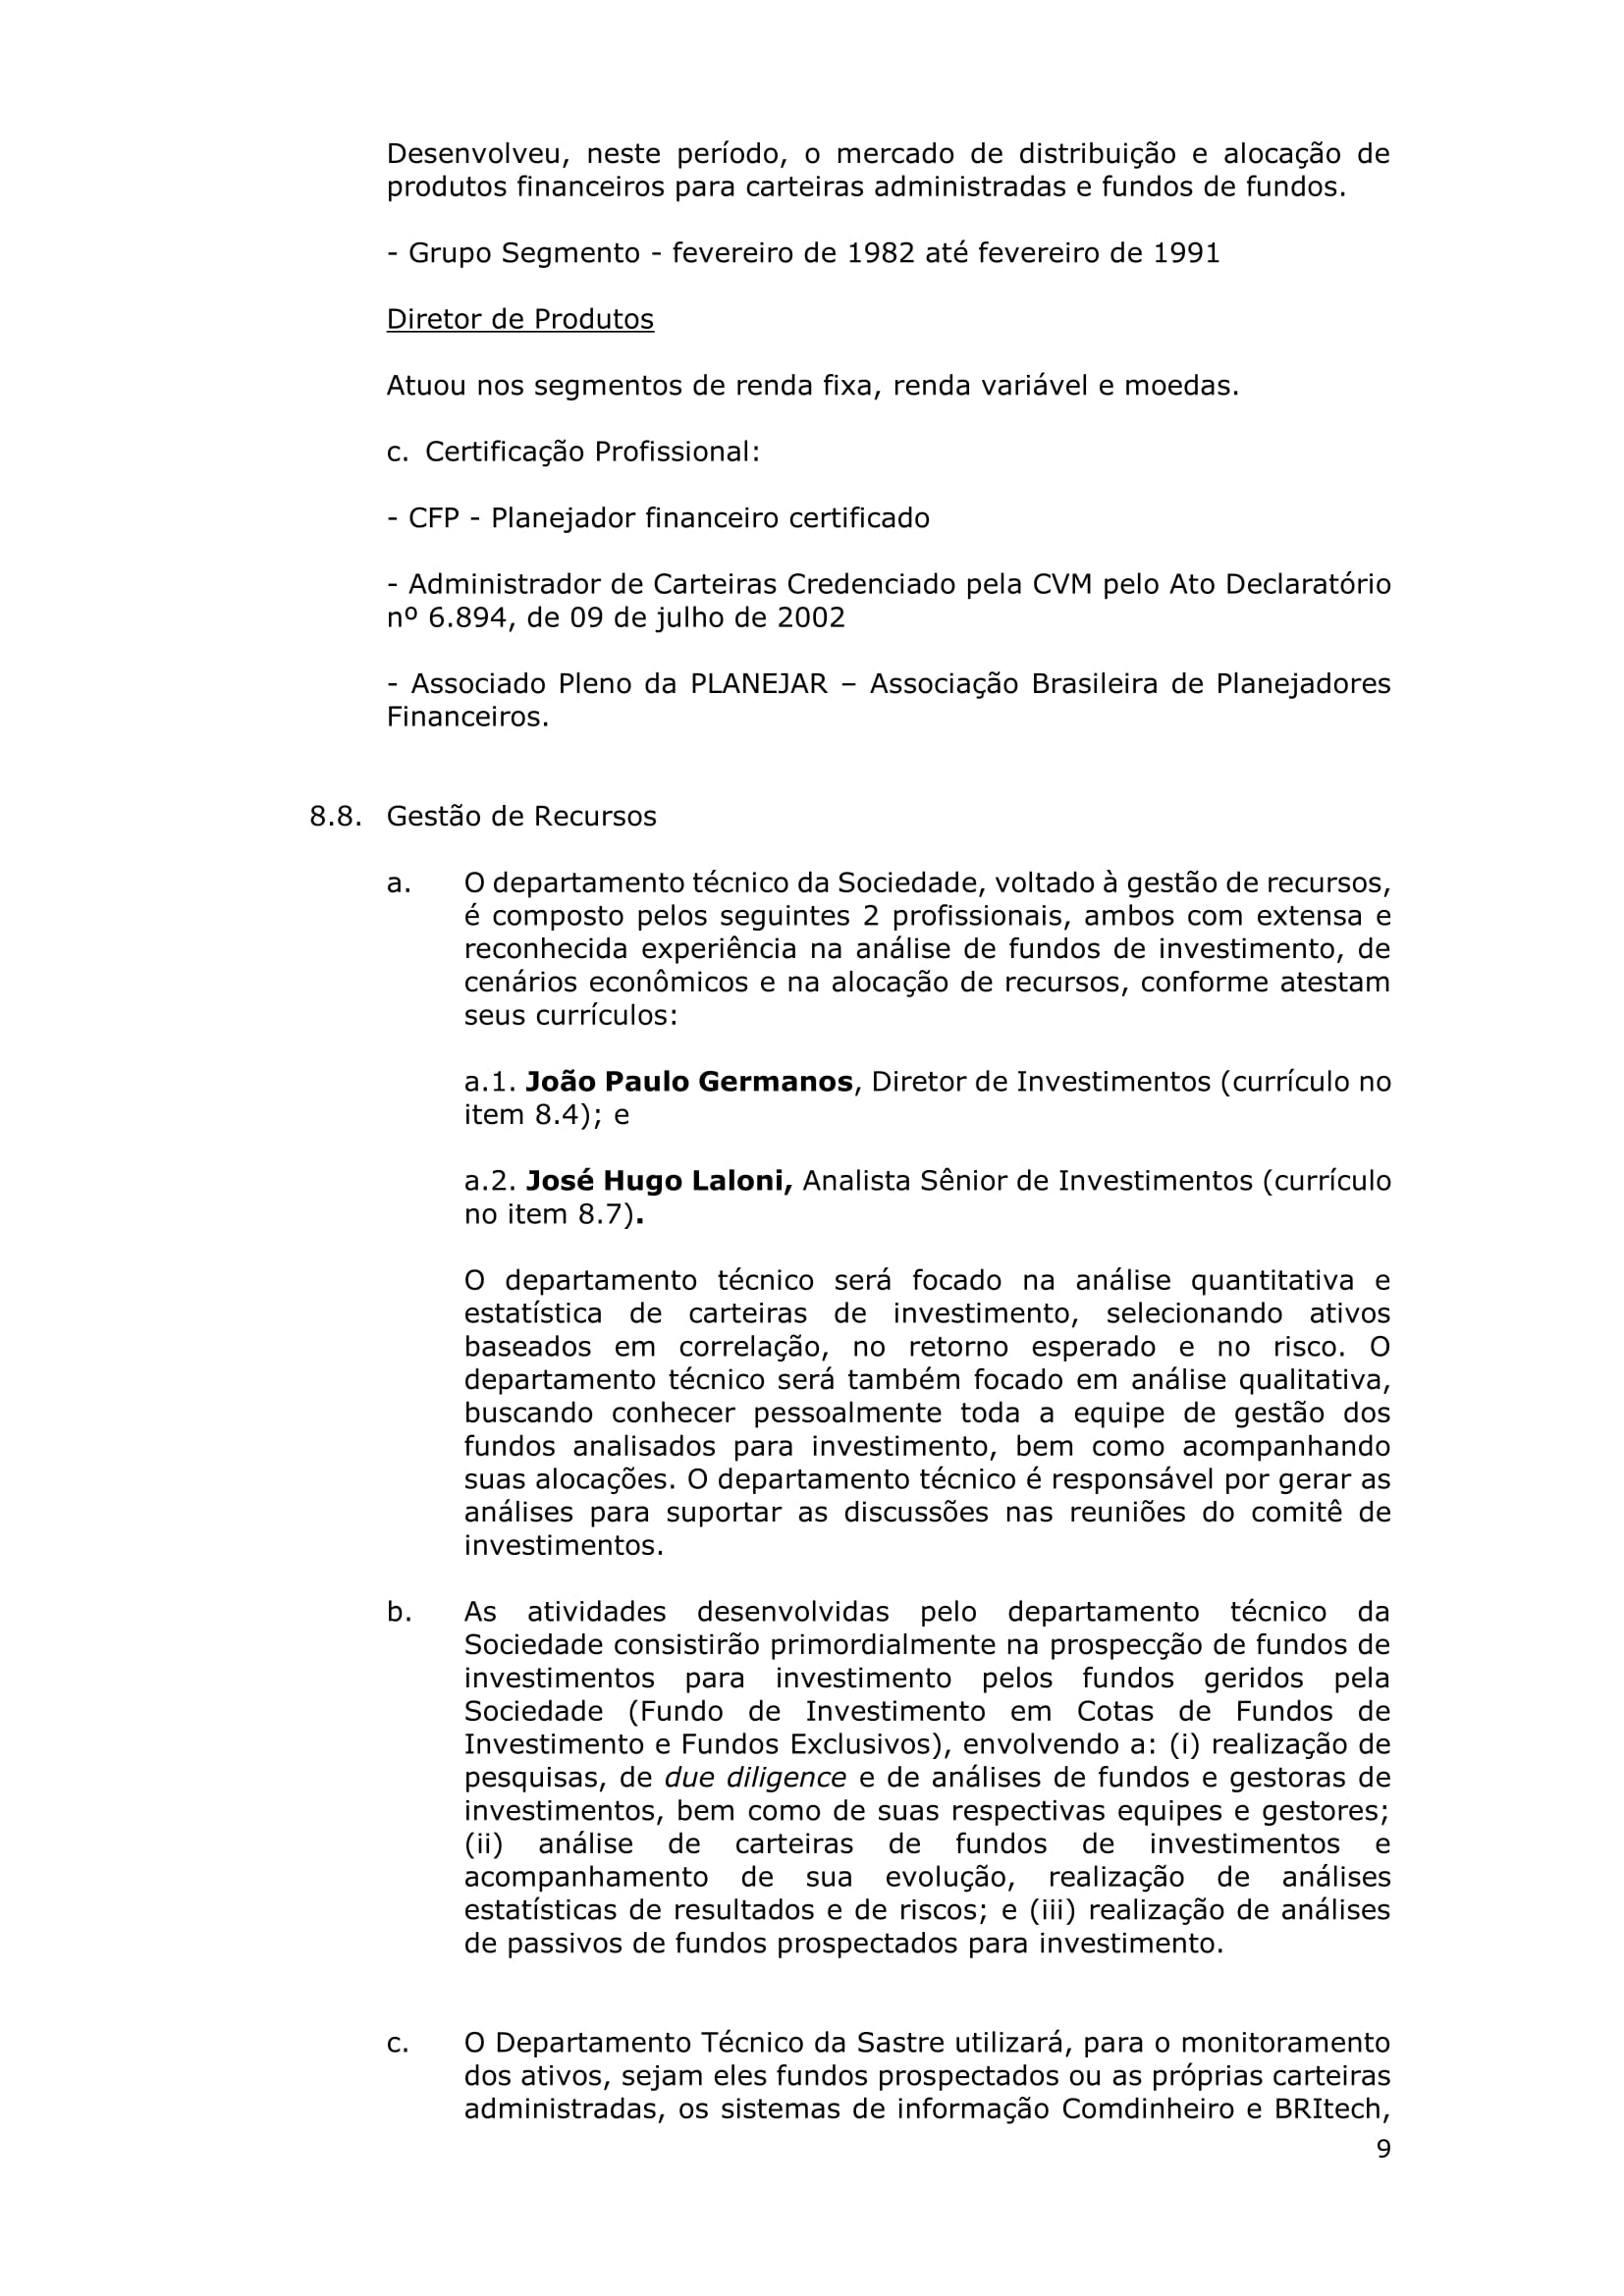 Desenvolveu, neste período, o mercado de distribuição e alocação de
produtos financeiros para carteiras administradas e fundos de fundos.
- Grupo Segmento - fevereiro de 1982 até fevereiro de 1991
Diretor de Produtos
Atuou nos segmentos de renda fixa, renda variável e moedas.
c. Certificação Profissional:
- CFP - Planejador financeiro certificado
- Administrador de Carteiras Credenciado pela CVM pelo Ato Declaratório
nº 6.894, de 09 de julho de 2002
- Associado Pleno da PLANEJAR – Associação Brasileira de Planejadores
Financeiros.
8.8. Gestão de Recursos
a. O departamento técnico da Sociedade, voltado à gestão de recursos,
é composto pelos seguintes 2 profissionais, ambos com extensa e
reconhecida experiência na análise de fundos de investimento, de
cenários econômicos e na alocação de recursos, conforme atestam
seus currículos:
a.1. João Paulo Germanos, Diretor de Investimentos (currículo no
item 8.4); e
a.2. José Hugo Laloni, Analista Sênior de Investimentos (currículo
no item 8.7).
O departamento técnico será focado na análise quantitativa e
estatística de carteiras de investimento, selecionando ativos
baseados em correlação, no retorno esperado e no risco. O
departamento técnico será também focado em análise qualitativa,
buscando conhecer pessoalmente toda a equipe de gestão dos
fundos analisados para investimento, bem como acompanhando
suas alocações. O departamento técnico é responsável por gerar as
análises para suportar as discussões nas reuniões do comitê de
investimentos.
b. As atividades desenvolvidas pelo departamento técnico da
Sociedade consistirão primordialmente na prospecção de fundos de
investimentos para investimento pelos fundos geridos pela
Sociedade (Fundo de Investimento em Cotas de Fundos de
Investimento e Fundos Exclusivos), envolvendo a: (i) realização de
pesquisas, de due diligence e de análises de fundos e gestoras de
investimentos, bem como de suas respectivas equipes e gestores;
(ii) análise de carteiras de fundos de investimentos e
acompanhamento de sua evolução, realização de análises
estatísticas de resultados e de riscos; e (iii) realização de análises
de passivos de fundos prospectados para investimento.
c. O Departamento Técnico da Sastre utilizará, para o monitoramento
dos ativos, sejam eles fundos prospectados ou as próprias carteiras
administradas, os sistemas de informação Comdinheiro e BRItech,
9